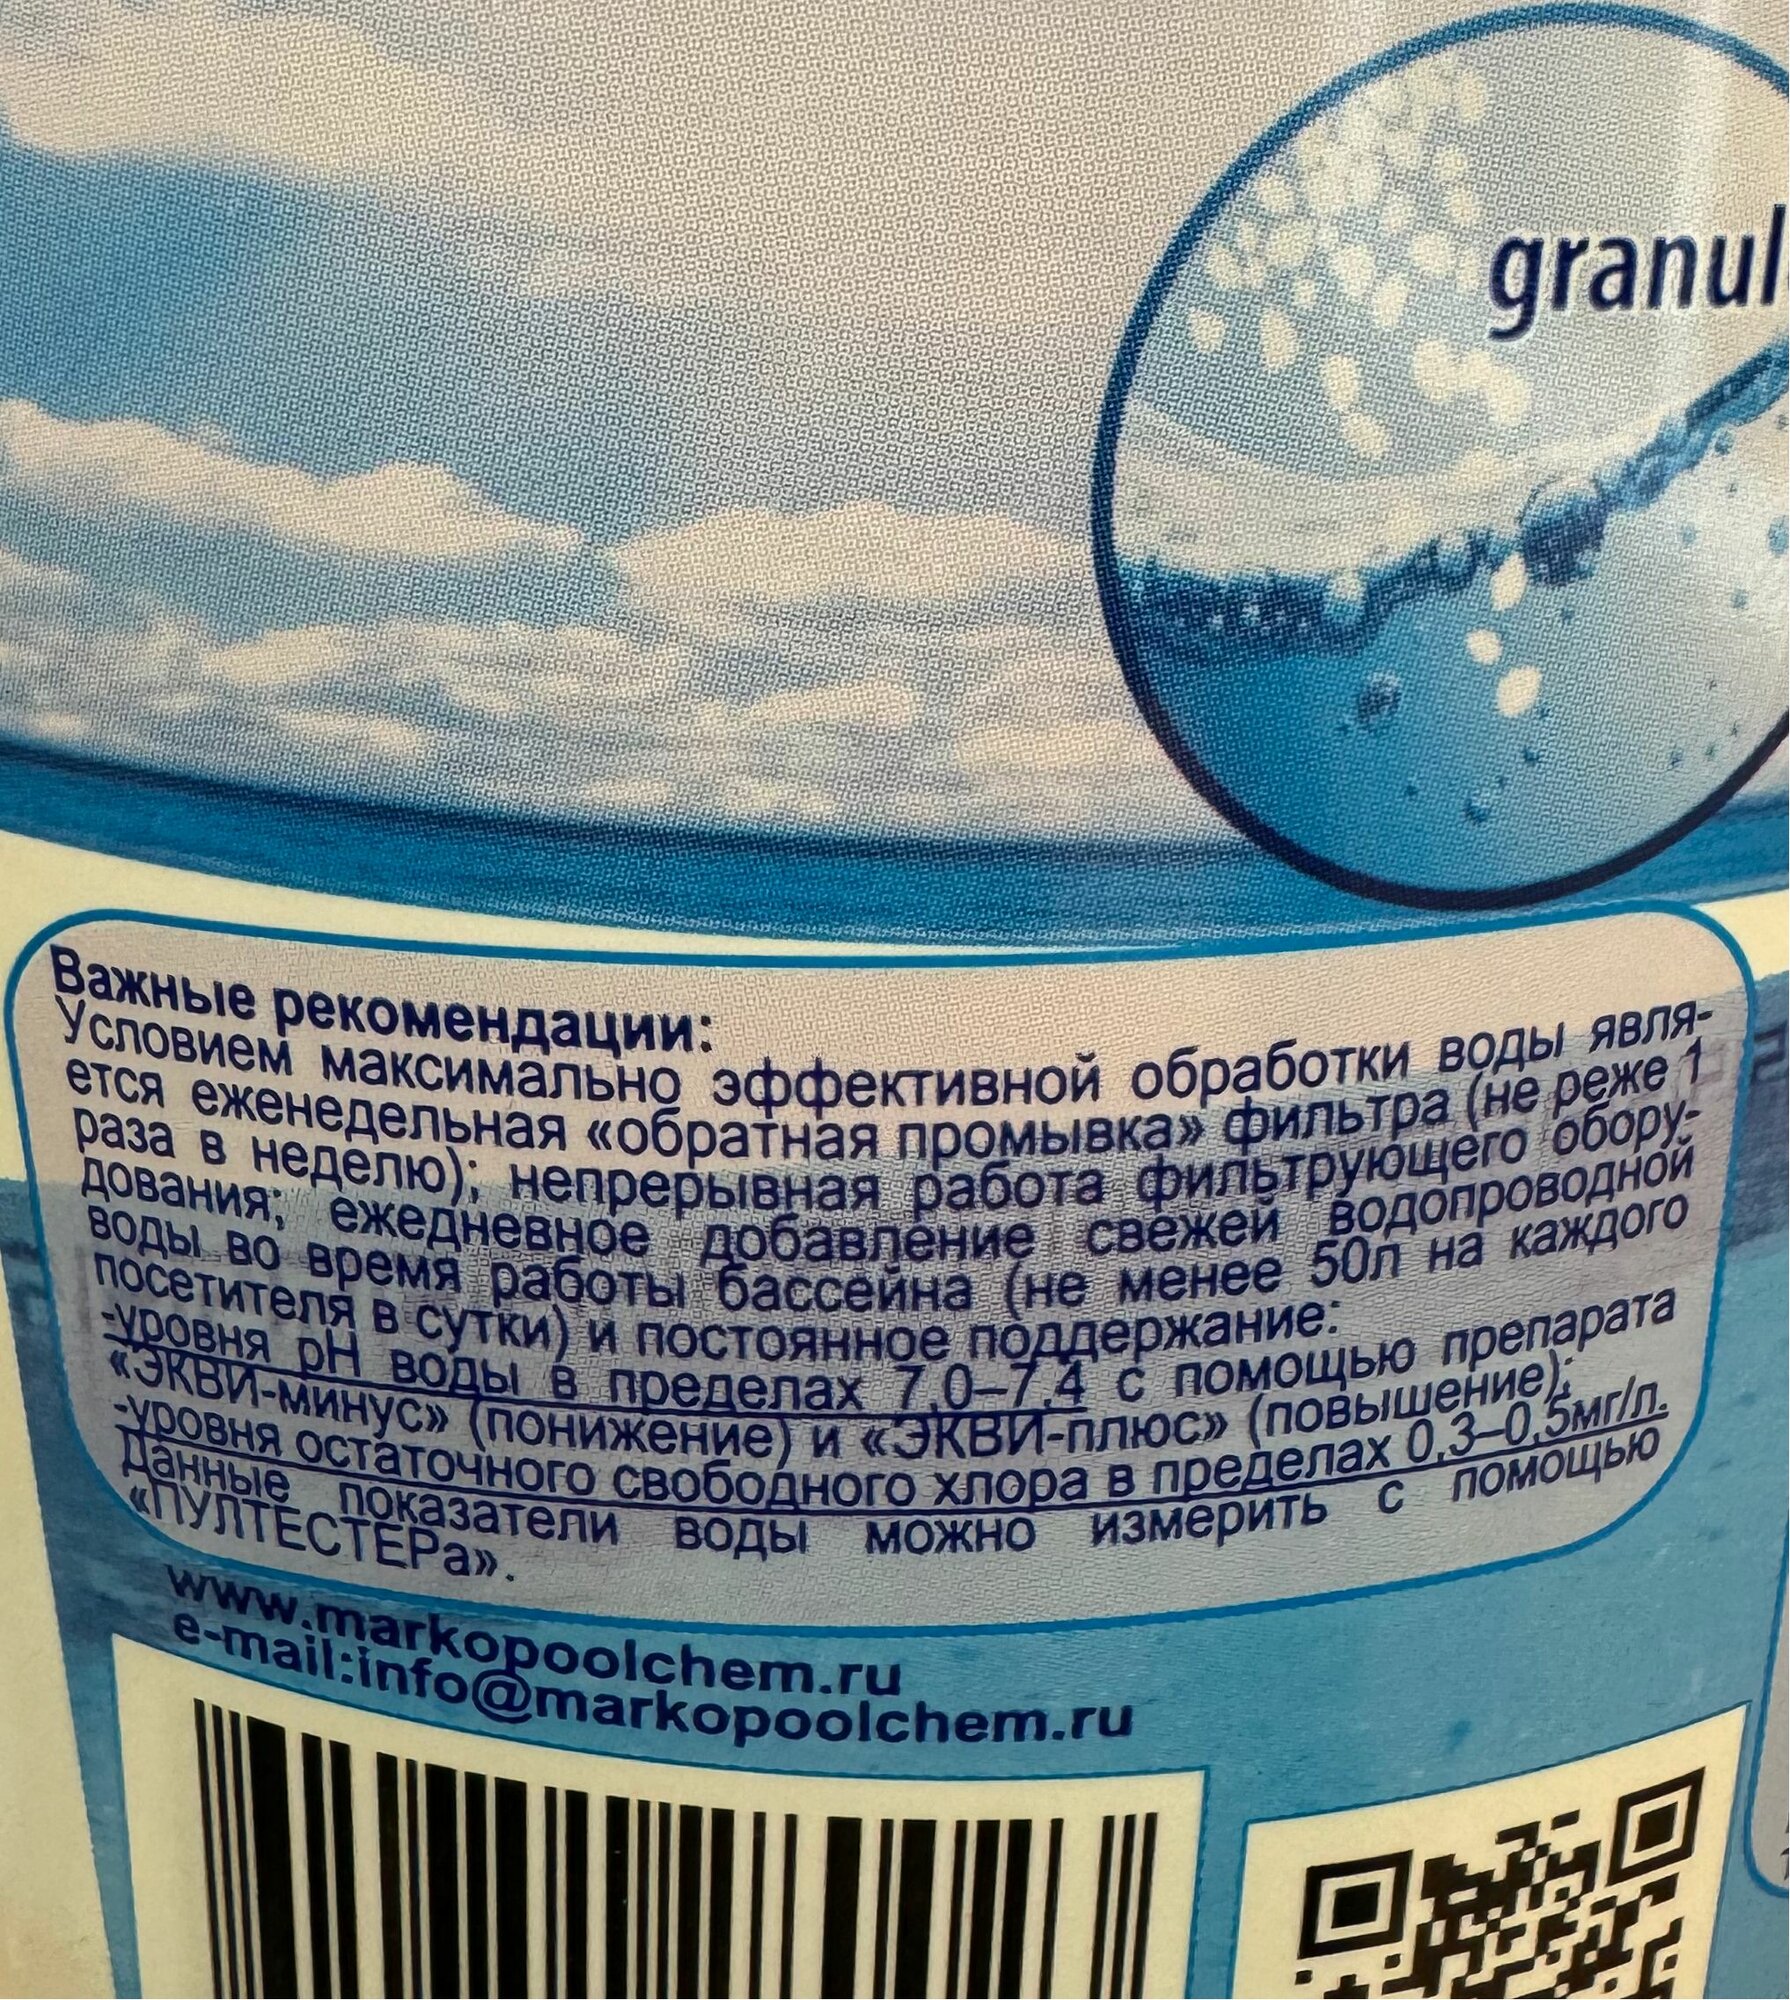 granul
Важные рекомендации:
Условием максимально эффективной обработки воды явля-
ется еженедельная «обратная промывка» фильтра (не реже 1
раза в неделю); непрерывная работа фильтрующего обору-
дования; ежедневное добавление свежей водопроводной
воды во время работы бассейна (не менее 50л на каждого
посетителя в сутки) и постоянное поддержание:
-уровня pH воды в пределах 7,0–7,4 с помощью препарата
«ЭКВИ-минус» (понижение) и «ЭКВИ-плюс» (повышение);
-уровня остаточного свободного хлора в пределах 0,3–0,5мг/л.
Данные показатели воды можно измерить с помощью
«ПУЛТЕСТЕРа».
www.markopoolchem.ru
e-mail:info@markopoolchem.ru